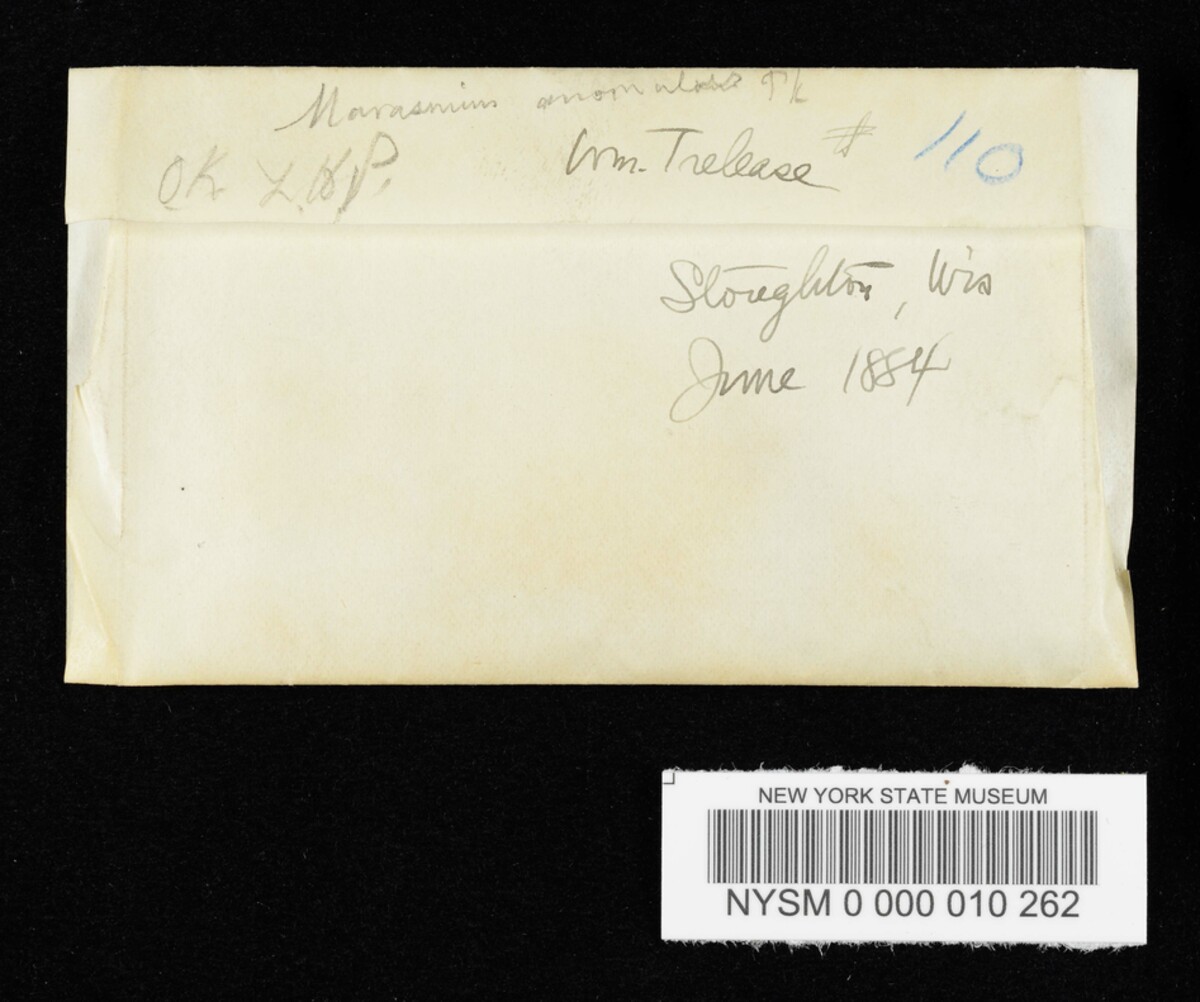 Marasmius anomalus Pk
OK L.H.P. Wm. Trelease # 110
Stoughton, Wis
June 1884
NEW YORK STATE MUSEUM
NYSM 0 000 010 262